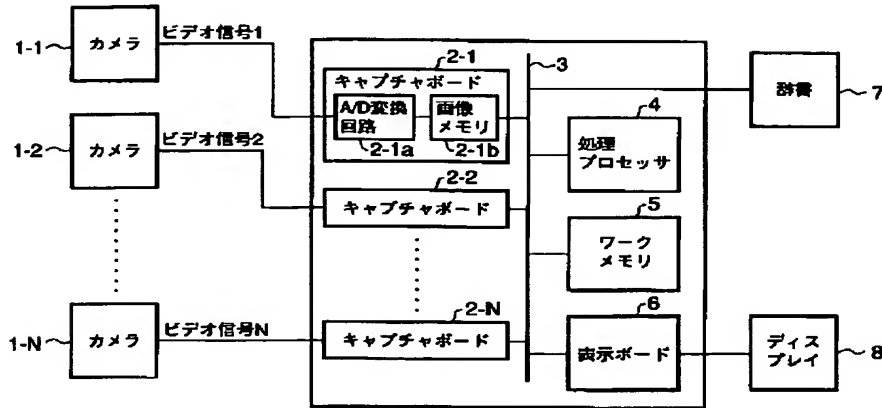 カメラ
1-1
ビデオ信号1
2-1
キャプチャボード
A/D変換
回路
画像
メモリ
2-1a
2-1b
3
辞書
7
カメラ
1-2
ビデオ信号2
2-2
キャプチャボード
4
処理
プロセッサ
5
ワーク
メモリ
カメラ
1-N
ビデオ信号N
2-N
キャプチャボード
6
表示ボード
ディス
プレイ
8